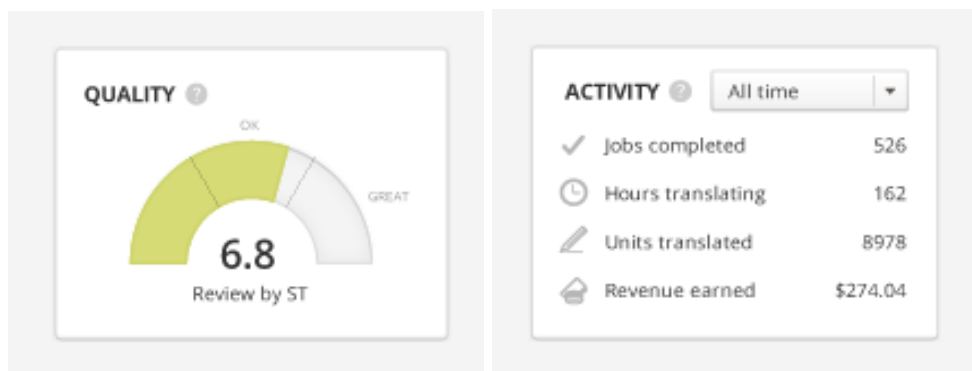 QUALITY ?
OK
GREAT
6.8
Review by ST
ACTIVITY ? All time
Jobs completed 526
Hours translating 162
Units translated 8978
Revenue earned $274.04